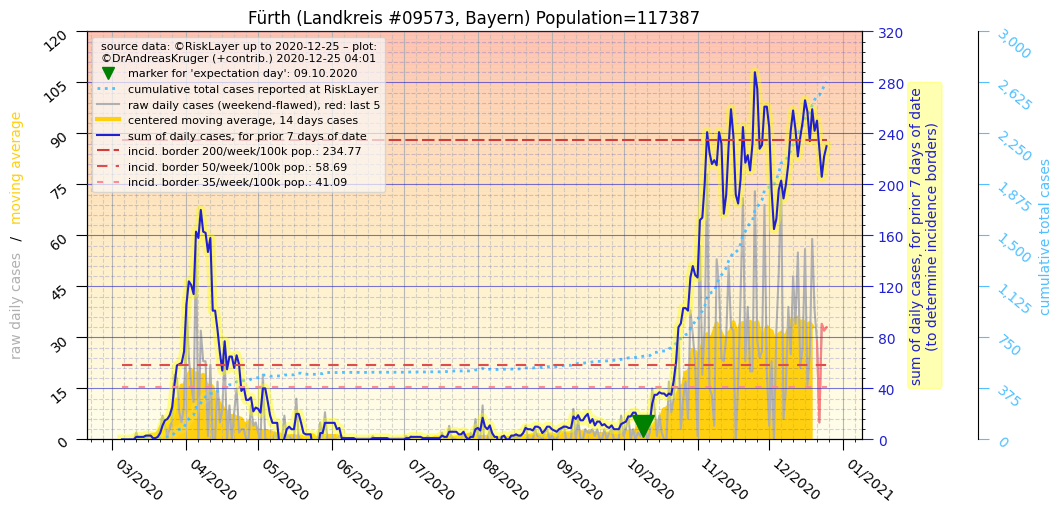 Fürth (Landkreis #09573, Bayern) Population=117387
source data: ©RiskLayer up to 2020-12-25 – plot:
©DrAndreasKruger (+contrib.) 2020-12-25 04:01
marker for 'expectation day': 09.10.2020
cumulative total cases reported at RiskLayer
raw daily cases (weekend-flawed), red: last 5
centered moving average, 14 days cases
sum of daily cases, for prior 7 days of date
incid. border 200/week/100k pop.: 234.77
incid. border 50/week/100k pop.: 58.69
incid. border 35/week/100k pop.: 41.09
raw daily cases / moving average
120
105
90
75
60
45
30
15
0
320
280
240
200
160
120
80
40
0
sum of daily cases, for prior 7 days of date
(to determine incidence borders)
3,000
2,625
2,250
1,875
1,500
1,125
750
375
0
cumulative total cases
03/2020
04/2020
05/2020
06/2020
07/2020
08/2020
09/2020
10/2020
11/2020
12/2020
01/2021